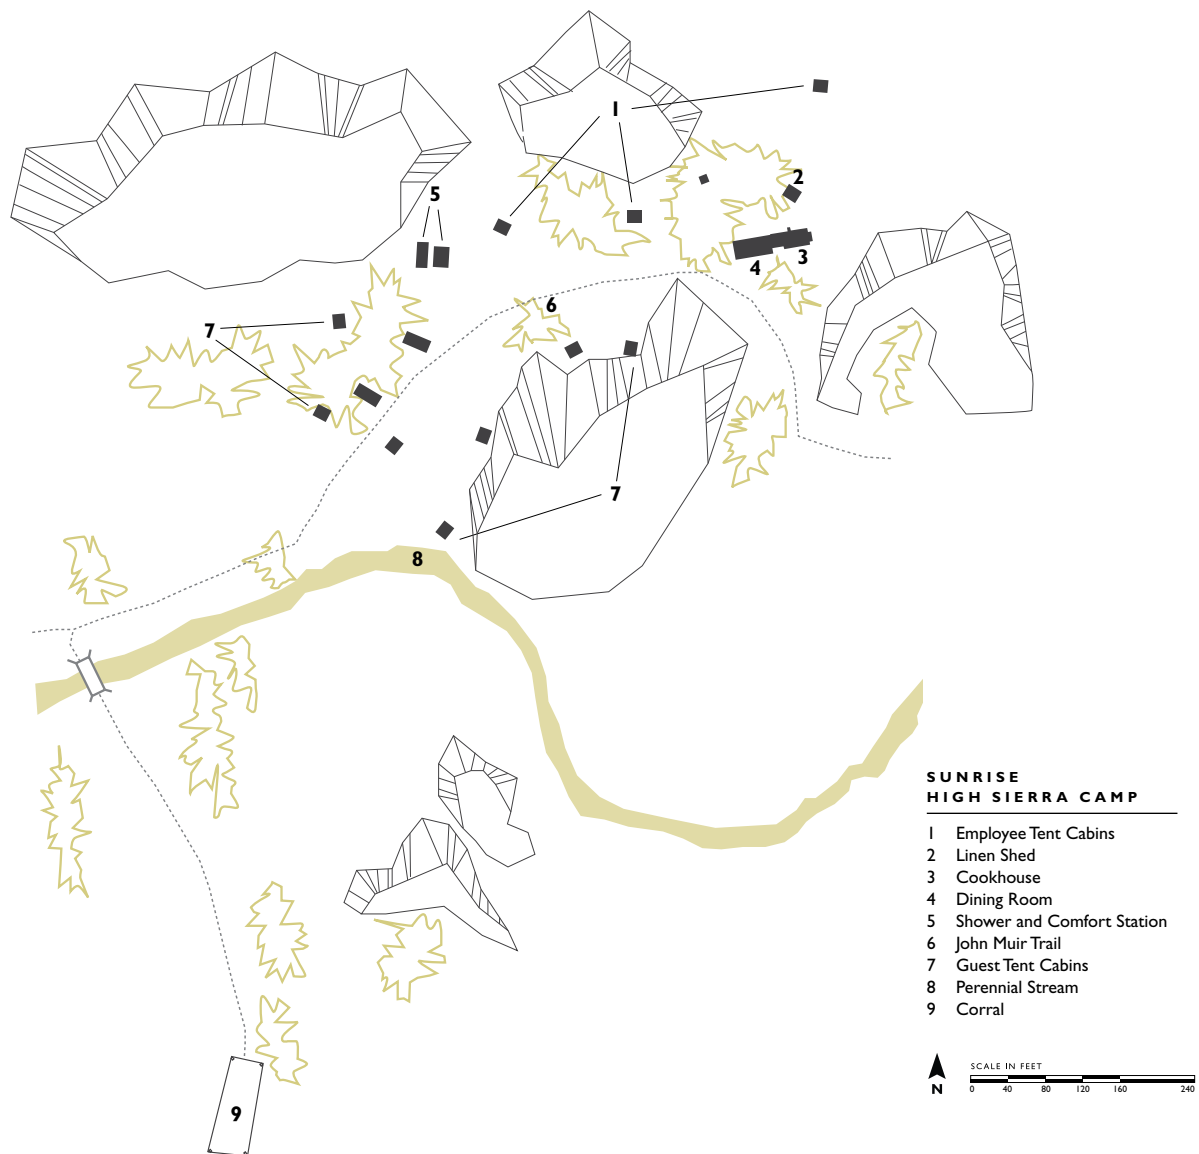 1
2
5
3
4
6
7
7
8
9
SUNRISE
HIGH SIERRA CAMP
1 Employee Tent Cabins
2 Linen Shed
3 Cookhouse
4 Dining Room
5 Shower and Comfort Station
6 John Muir Trail
7 Guest Tent Cabins
8 Perennial Stream
9 Corral
N
SCALE IN FEET
0 40 80 120 160 240